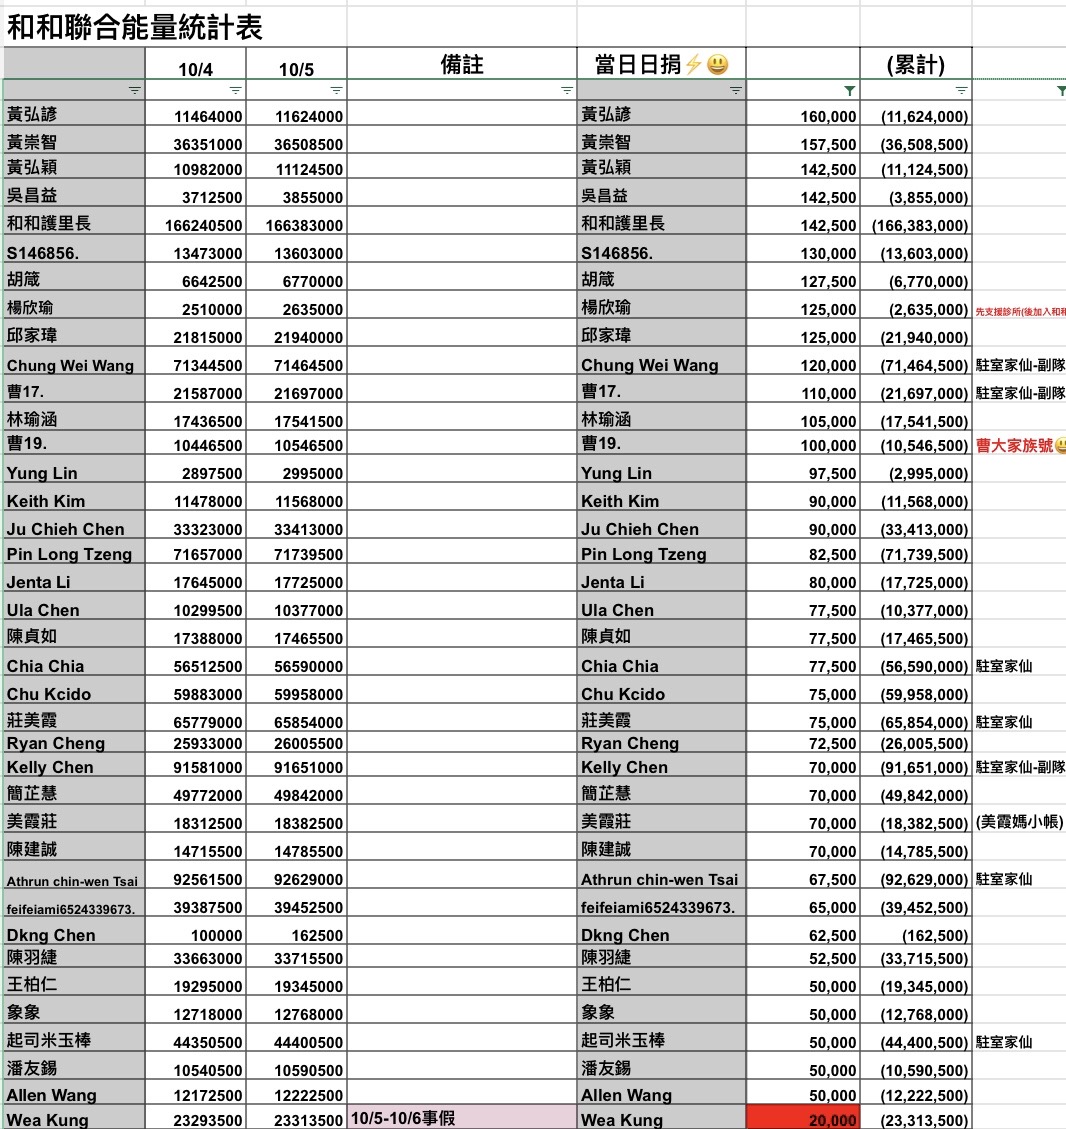 和和聯合能量統計表
10/4 10/5 備註 當日日捐⚡😃 (累計)
黃弘諺 11464000 11624000 黃弘諺 160,000 (11,624,000)
黃崇智 36351000 36508500 黃崇智 157,500 (36,508,500)
黃弘穎 10982000 11124500 黃弘穎 142,500 (11,124,500)
吳昌益 3712500 3855000 吳昌益 142,500 (3,855,000)
和和護里長 166240500 166383000 和和護里長 142,500 (166,383,000)
S146856. 13473000 13603000 S146856. 130,000 (13,603,000)
胡箴 6642500 6770000 胡箴 127,500 (6,770,000)
楊欣瑜 2510000 2635000 楊欣瑜 125,000 (2,635,000) 先支援診所(後加入和和
邱家瑋 21815000 21940000 邱家瑋 125,000 (21,940,000)
Chung Wei Wang 71344500 71464500 Chung Wei Wang 120,000 (71,464,500) 駐室家仙-副隊
曹17. 21587000 21697000 曹17. 110,000 (21,697,000) 駐室家仙-副隊
林瑜涵 17436500 17541500 林瑜涵 105,000 (17,541,500)
曹19. 10446500 10546500 曹19. 100,000 (10,546,500) 曹大家族號😃
Yung Lin 2897500 2995000 Yung Lin 97,500 (2,995,000)
Keith Kim 11478000 11568000 Keith Kim 90,000 (11,568,000)
Ju Chieh Chen 33323000 33413000 Ju Chieh Chen 90,000 (33,413,000)
Pin Long Tzeng 71657000 71739500 Pin Long Tzeng 82,500 (71,739,500)
Jenta Li 17645000 17725000 Jenta Li 80,000 (17,725,000)
Ula Chen 10299500 10377000 Ula Chen 77,500 (10,377,000)
陳貞如 17388000 17465500 陳貞如 77,500 (17,465,500)
Chia Chia 56512500 56590000 Chia Chia 77,500 (56,590,000) 駐室家仙
Chu Kcido 59883000 59958000 Chu Kcido 75,000 (59,958,000)
莊美霞 65779000 65854000 莊美霞 75,000 (65,854,000) 駐室家仙
Ryan Cheng 25933000 26005500 Ryan Cheng 72,500 (26,005,500)
Kelly Chen 91581000 91651000 Kelly Chen 70,000 (91,651,000) 駐室家仙-副隊
簡芷慧 49772000 49842000 簡芷慧 70,000 (49,842,000)
美霞莊 18312500 18382500 美霞莊 70,000 (18,382,500) (美霞媽小帳)
陳建誠 14715500 14785500 陳建誠 70,000 (14,785,500)
Athrun chin-wen Tsai 92561500 92629000 Athrun chin-wen Tsai 67,500 (92,629,000) 駐室家仙
feifeiami6524339673. 39387500 39452500 feifeiami6524339673. 65,000 (39,452,500)
Dkng Chen 100000 162500 Dkng Chen 62,500 (162,500)
陳羽緁 33663000 33715500 陳羽緁 52,500 (33,715,500)
王柏仁 19295000 19345000 王柏仁 50,000 (19,345,000)
象象 12718000 12768000 象象 50,000 (12,768,000)
起司米玉棒 44350500 44400500 起司米玉棒 50,000 (44,400,500) 駐室家仙
潘友錫 10540500 10590500 潘友錫 50,000 (10,590,500)
Allen Wang 12172500 12222500 Allen Wang 50,000 (12,222,500)
Wea Kung 23293500 23313500 10/5-10/6事假 Wea Kung 20,000 (23,313,500)